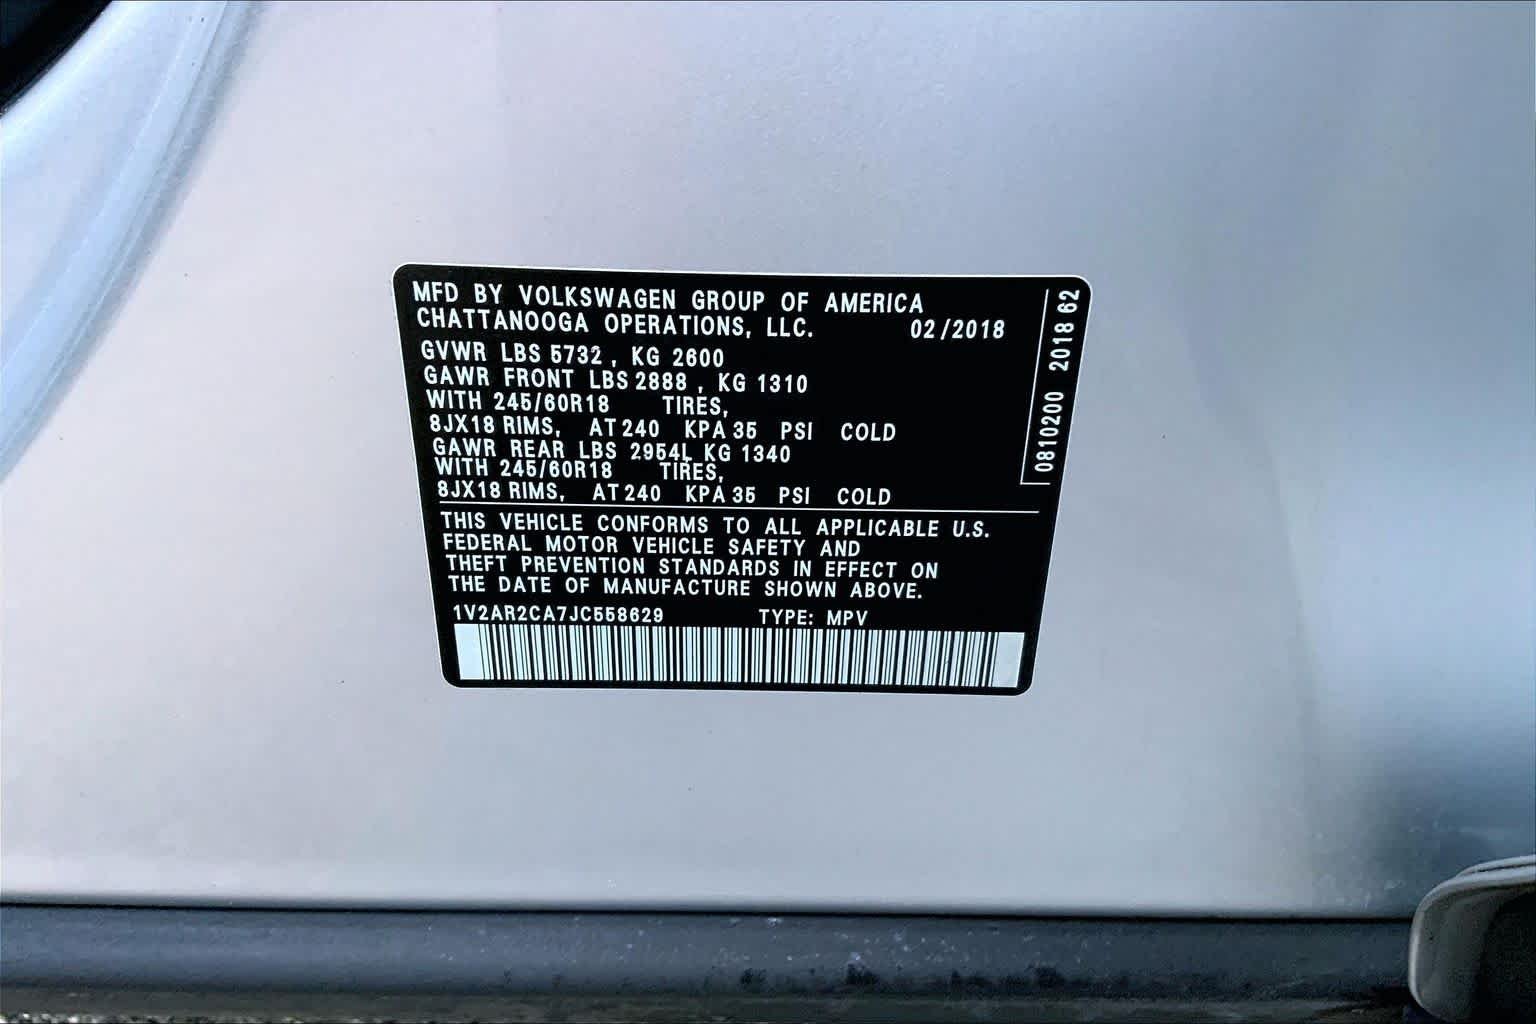 MFD BY VOLKSWAGEN GROUP OF AMERICA
CHATTANOOGA OPERATIONS, LLC. 02/2018
GVWR LBS 5732, KG 2600
GAWR FRONT LBS 2888, KG 1310
WITH 245/60R18 TIRES,
8JX18 RIMS, AT 240 KPA 35 PSI COLD
GAWR REAR LBS 2954L KG 1340
WITH 245/60R18 TIRES,
8JX18 RIMS, AT 240 KPA 35 PSI COLD
THIS VEHICLE CONFORMS TO ALL APPLICABLE U.S.
FEDERAL MOTOR VEHICLE SAFETY AND
THEFT PREVENTION STANDARDS IN EFFECT ON
THE DATE OF MANUFACTURE SHOWN ABOVE.
1V2AR2CA7JC558629 TYPE: MPV
0810200 2018 62